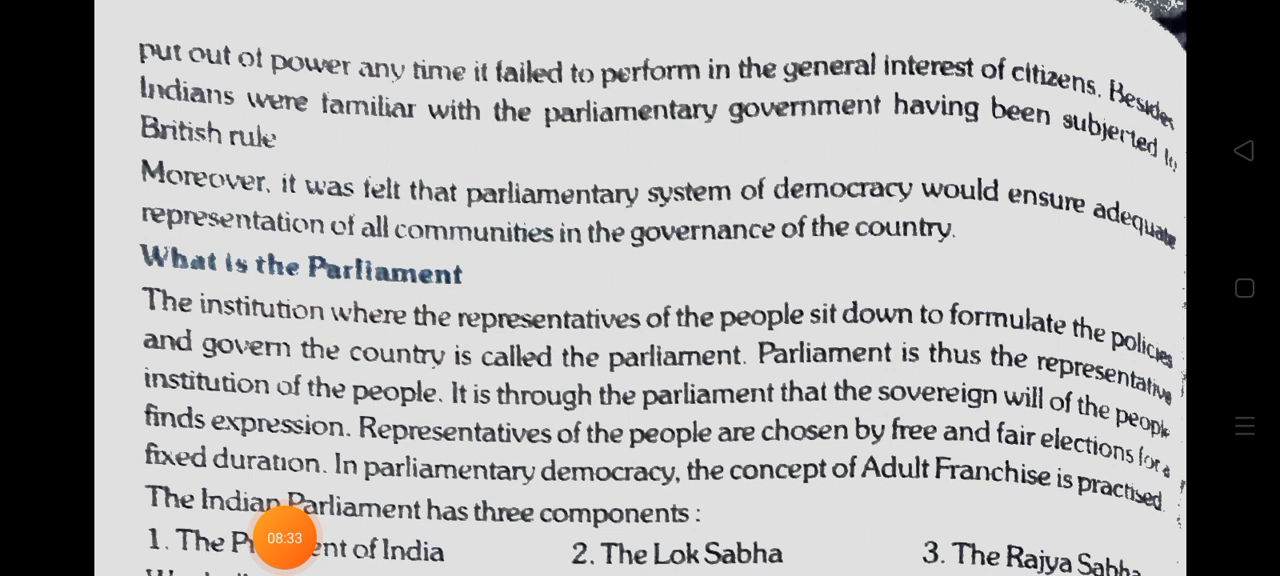 put out of power any time it failed to perform in the general interest of citizens. Besides
Indians were familiar with the parliamentary government having been subjected to
British rule
Moreover, it was felt that parliamentary system of democracy would ensure adequate
representation of all communities in the governance of the country.
What is the Parliament
The institution where the representatives of the people sit down to formulate the policies
and govern the country is called the parliament. Parliament is thus the representative
institution of the people. It is through the parliament that the sovereign will of the people
finds expression. Representatives of the people are chosen by free and fair elections for a
fixed duration. In parliamentary democracy, the concept of Adult Franchise is practised.
The Indian Parliament has three components :
1. The P ent of India 2. The Lok Sabha 3. The Rajya Sabha
08:33